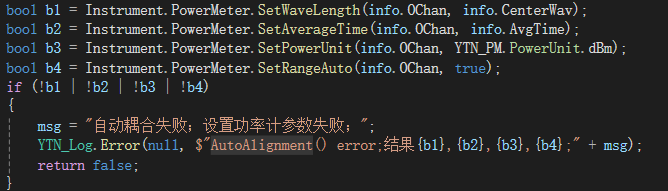 bool b1 = Instrument.PowerMeter.SetWaveLength(info.OChan, info.CenterWav);
bool b2 = Instrument.PowerMeter.SetAverageTime(info.OChan, info.AvgTime);
bool b3 = Instrument.PowerMeter.SetPowerUnit(info.OChan, YTN_PM.PowerUnit.dBm);
bool b4 = Instrument.PowerMeter.SetRangeAuto(info.OChan, true);
if (!b1 | !b2 | !b3 | !b4)
{
msg = "自动耦合失败；设置功率计参数失败；";
YTN_Log.Error(null, $"AutoAlignment() error;结果{b1},{b2},{b3},{b4};" + msg);
return false;
}